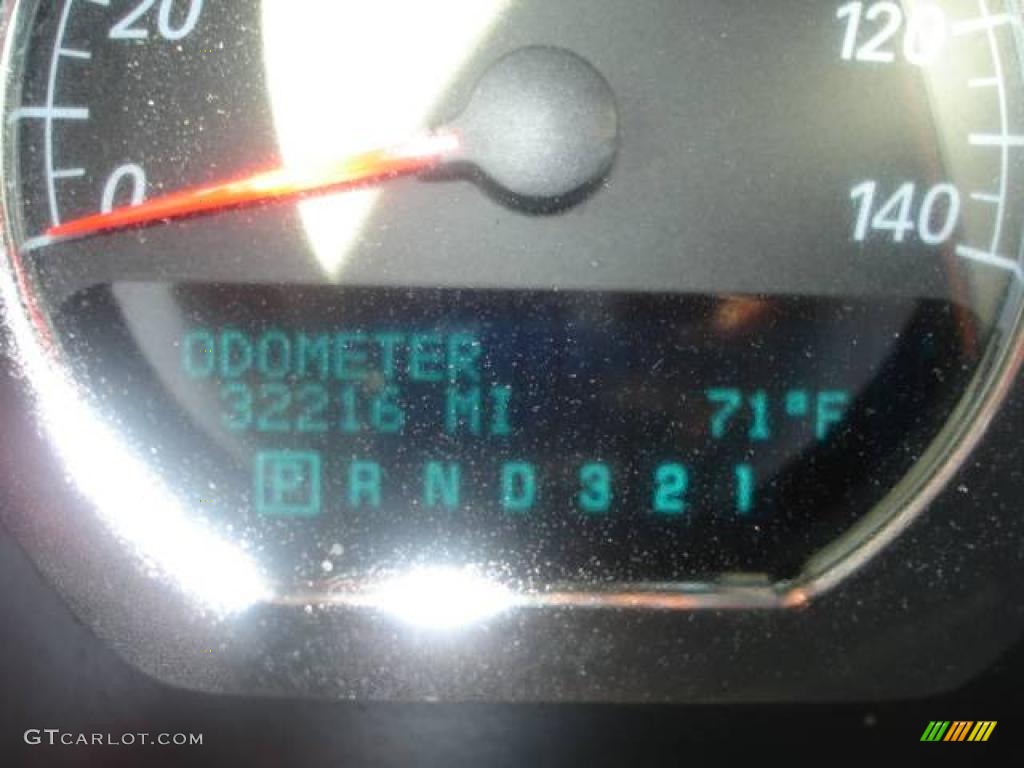 20
120
0
140
ODOMETER
32216 MI 71°F
P R N D 3 2 1
GTCARLOT.COM